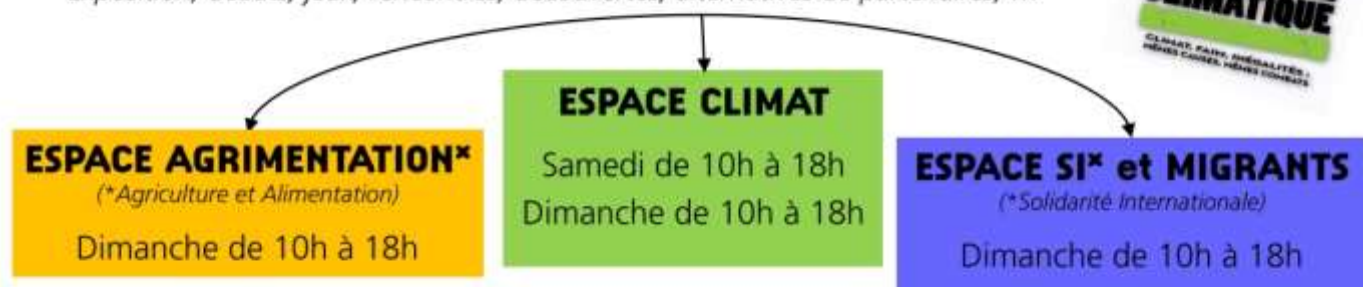 CLIMATIQUE
CLIMAT, FAIM, INÉGALITÉS :
MÊMES CAUSES, MÊMES COMBATS
ESPACE AGRIMENTATION*
(*Agriculture et Alimentation)
Dimanche de 10h à 18h
ESPACE CLIMAT
Samedi de 10h à 18h
Dimanche de 10h à 18h
ESPACE SI* et MIGRANTS
(*Solidarité Internationale)
Dimanche de 10h à 18h